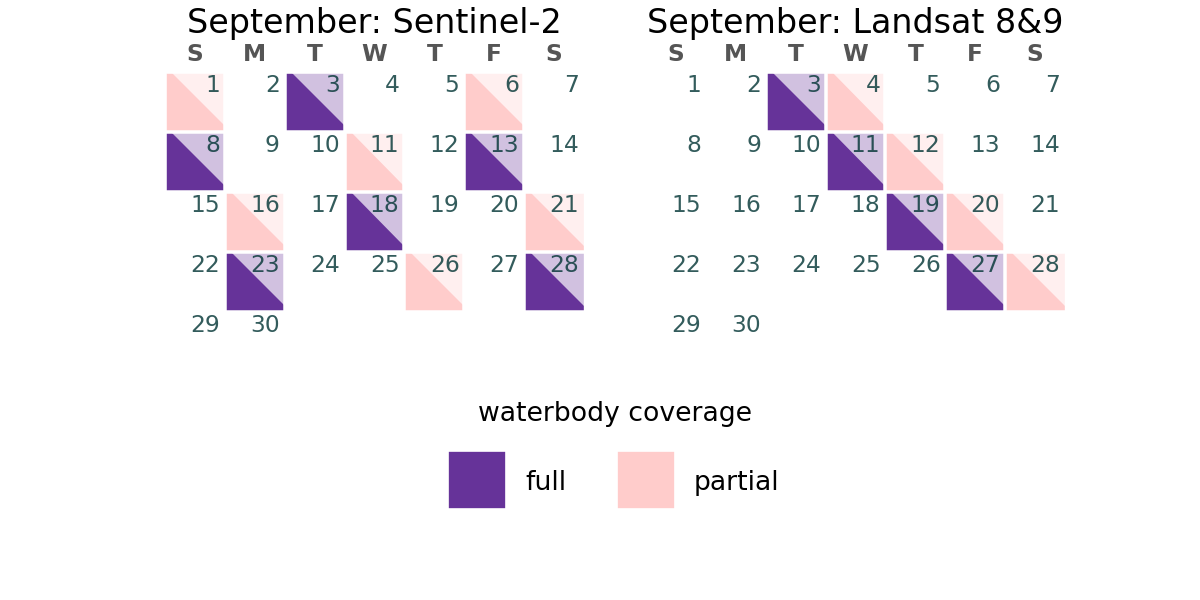 September: Sentinel-2
S M T W T F S
1 2 3 4 5 6 7
8 9 10 11 12 13 14
15 16 17 18 19 20 21
22 23 24 25 26 27 28
29 30
September: Landsat 8&9
S M T W T F S
1 2 3 4 5 6 7
8 9 10 11 12 13 14
15 16 17 18 19 20 21
22 23 24 25 26 27 28
29 30
waterbody coverage
full partial